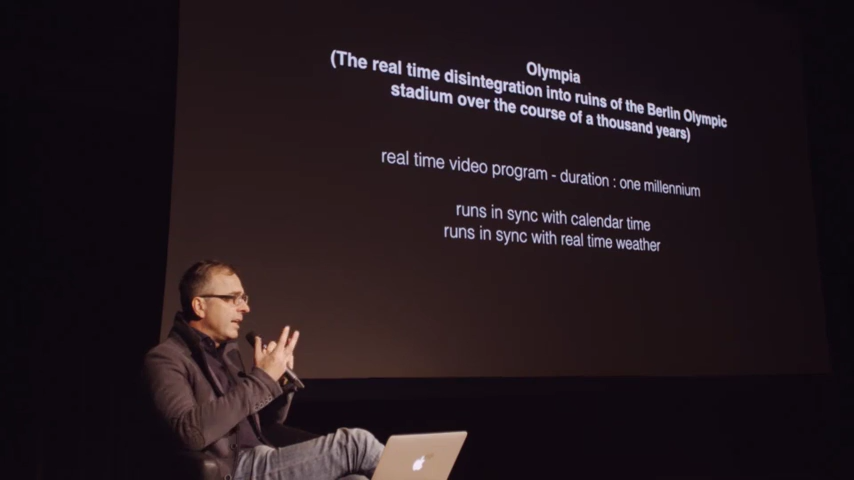 Olympia
(The real time disintegration into ruins of the Berlin Olympic
stadium over the course of a thousand years)
real time video program - duration : one millennium
runs in sync with calendar time
runs in sync with real time weather